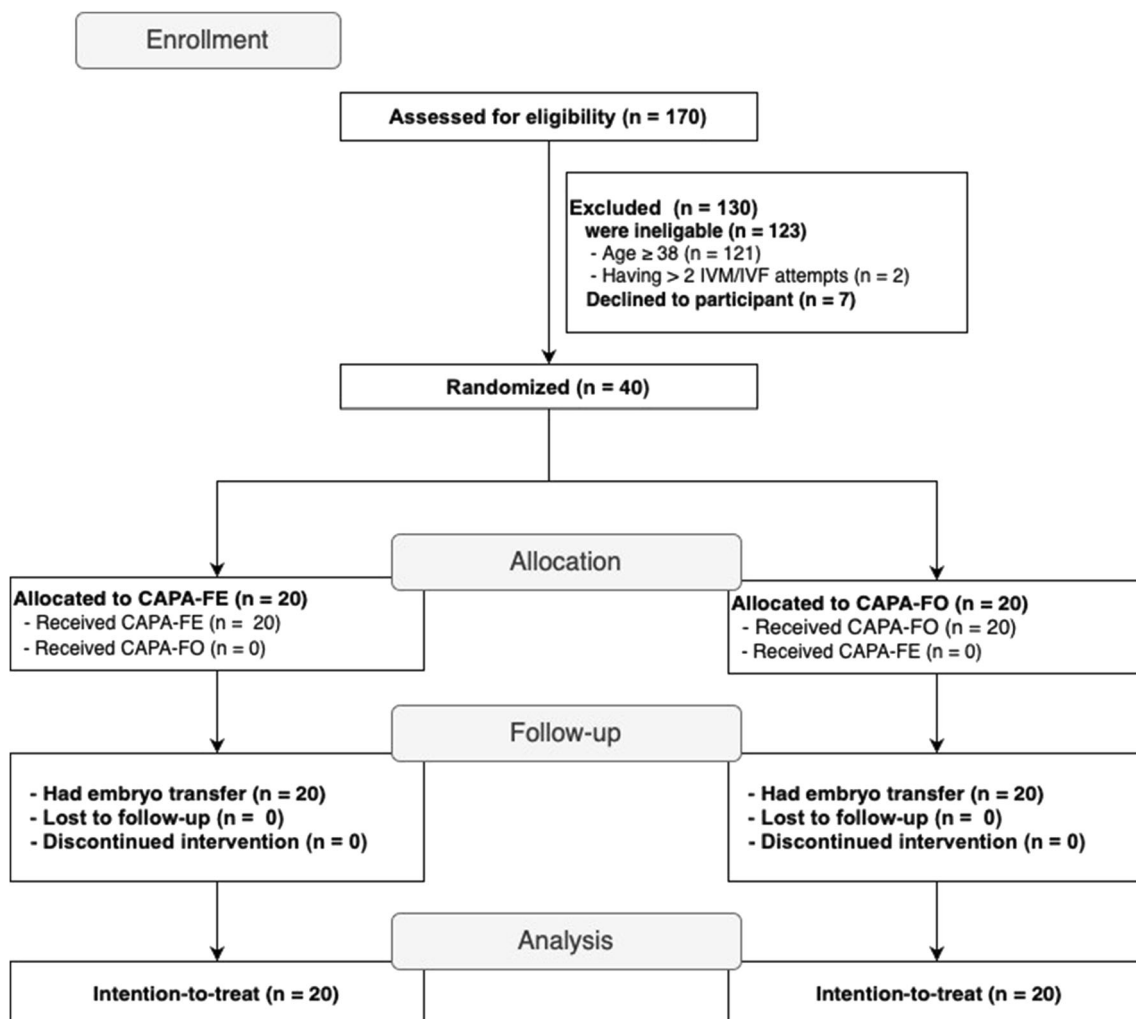 Enrollment
Assessed for eligibility (n = 170)
Excluded (n = 130)
were ineligable (n = 123)
- Age ≥ 38 (n = 121)
- Having > 2 IVM/IVF attempts (n = 2)
Declined to participant (n = 7)
Randomized (n = 40)
Allocation
Allocated to CAPA-FE (n = 20)
- Received CAPA-FE (n = 20)
- Received CAPA-FO (n = 0)
Allocated to CAPA-FO (n = 20)
- Received CAPA-FO (n = 20)
- Received CAPA-FE (n = 0)
Follow-up
- Had embryo transfer (n = 20)
- Lost to follow-up (n = 0)
- Discontinued intervention (n = 0)
- Had embryo transfer (n = 20)
- Lost to follow-up (n = 0)
- Discontinued intervention (n = 0)
Analysis
Intention-to-treat (n = 20)
Intention-to-treat (n = 20)